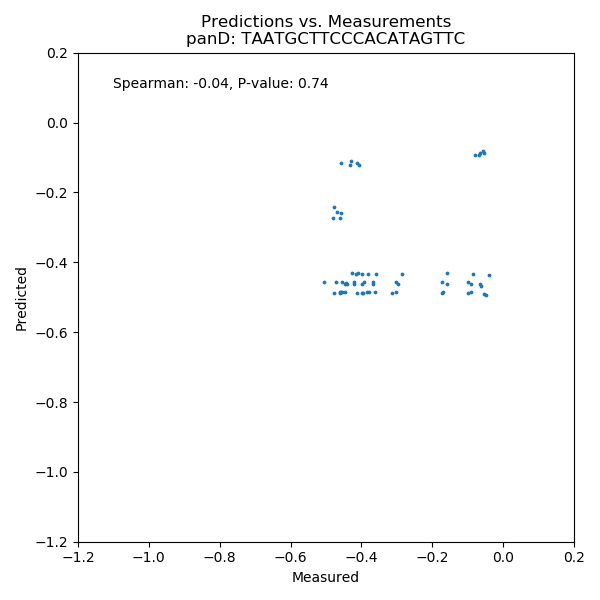 Predictions vs. Measurements
panD: TAATGCTTCCCACATAGTTC
Spearman: -0.04, P-value: 0.74
0.2
0.0
−0.2
−0.4
−0.6
−0.8
−1.0
−1.2
Predicted
−1.2 −1.0 −0.8 −0.6 −0.4 −0.2 0.0 0.2
Measured